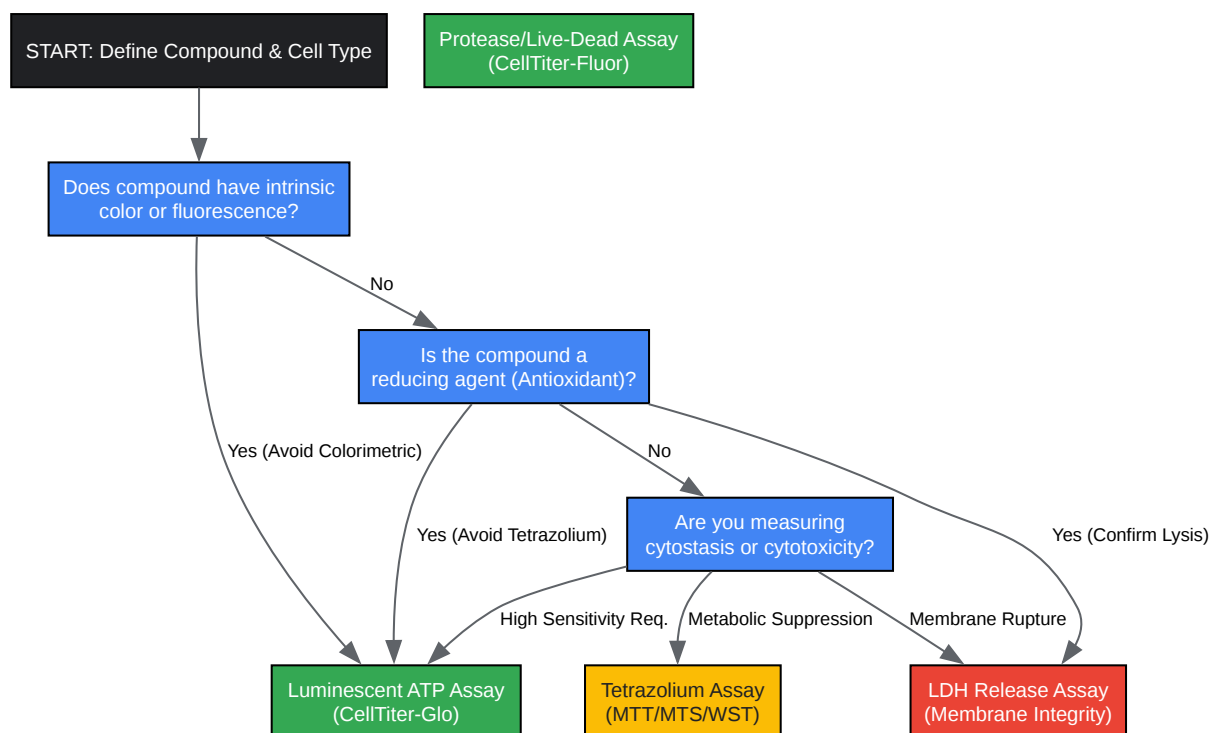 START: Define Compound & Cell Type
Protease/Live-Dead Assay
(CellTiter-Fluor)
Does compound have intrinsic
color or fluorescence?
No
Is the compound a
reducing agent (Antioxidant)?
Yes (Avoid Colorimetric)
No
Are you measuring
cytostasis or cytotoxicity?
Yes (Avoid Tetrazolium)
Yes (Confirm Lysis)
High Sensitivity Req.
Metabolic Suppression
Membrane Rupture
Luminescent ATP Assay
(CellTiter-Glo)
Tetrazolium Assay
(MTT/MTS/WST)
LDH Release Assay
(Membrane Integrity)